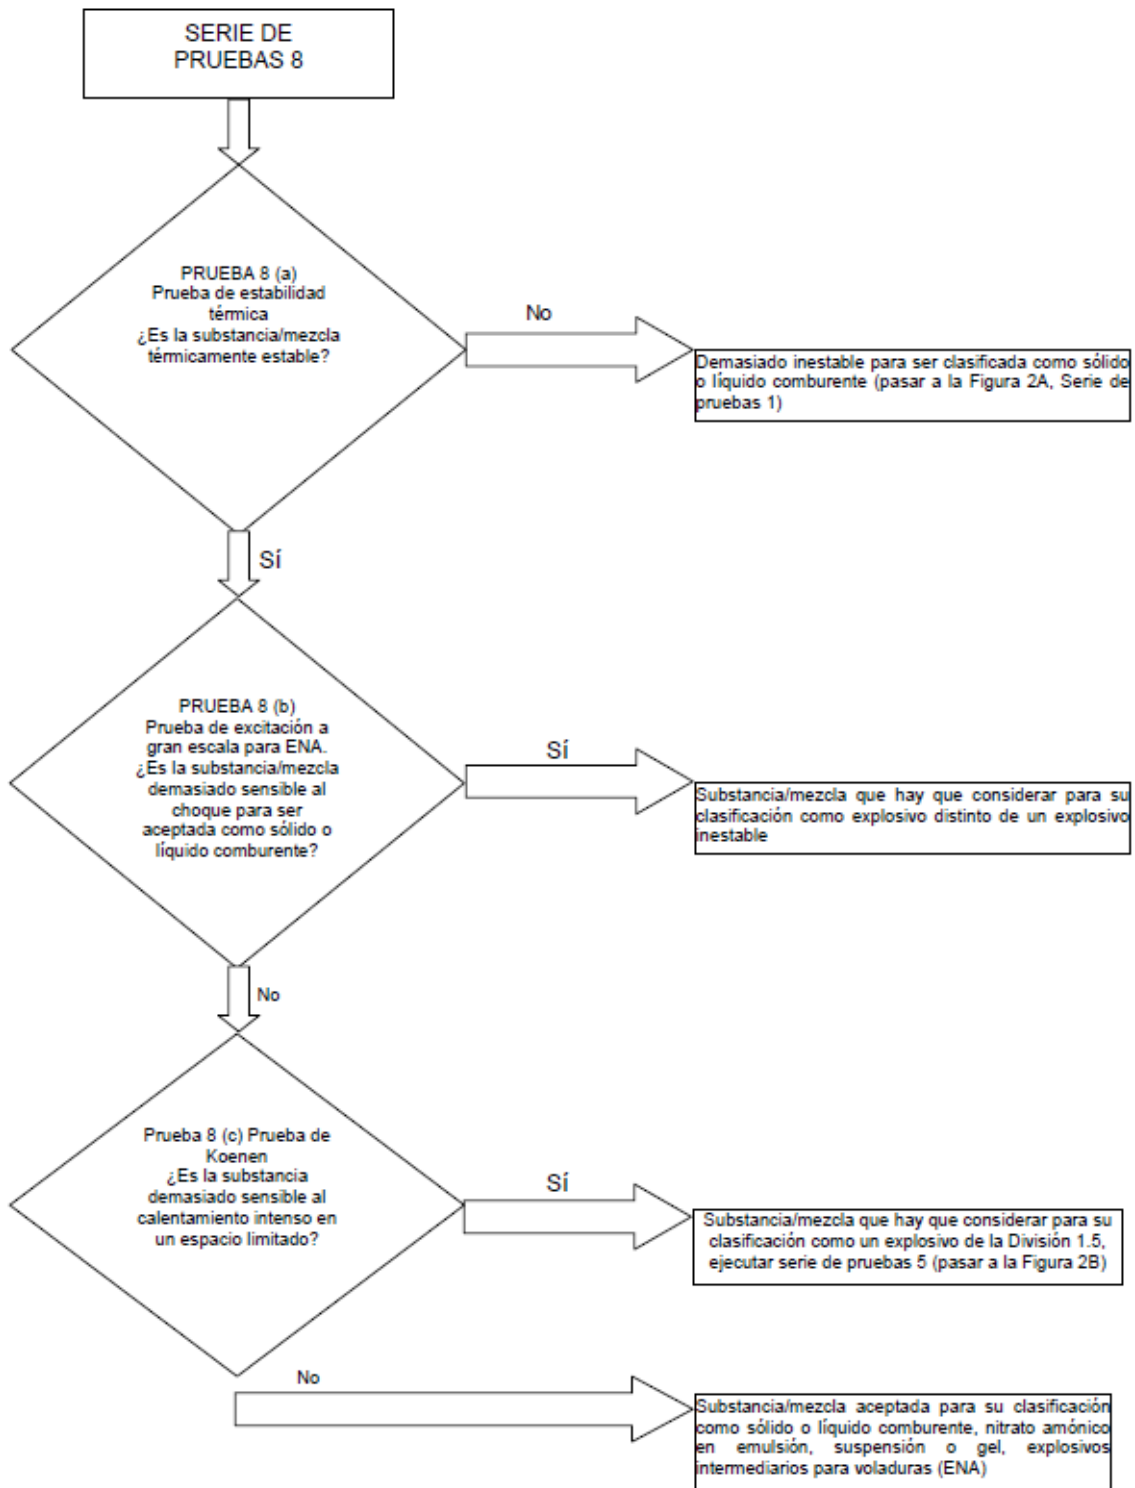 SERIE DE
PRUEBAS 8
PRUEBA 8 (a)
Prueba de estabilidad
térmica
¿Es la substancia/mezcla
térmicamente estable?
No
Demasiado inestable para ser clasificada como sólido
o líquido comburente (pasar a la Figura 2A, Serie de
pruebas 1)
Sí
PRUEBA 8 (b)
Prueba de excitación a
gran escala para ENA.
¿Es la substancia/mezcla
demasiado sensible al
choque para ser
aceptada como sólido o
líquido comburente?
Sí
Substancia/mezcla que hay que considerar para su
clasificación como explosivo distinto de un explosivo
inestable
No
Prueba 8 (c) Prueba de
Koenen
¿Es la substancia
demasiado sensible al
calentamiento intenso en
un espacio limitado?
Sí
Substancia/mezcla que hay que considerar para su
clasificación como un explosivo de la División 1.5,
ejecutar serie de pruebas 5 (pasar a la Figura 2B)
No
Substancia/mezcla aceptada para su clasificación
como sólido o líquido comburente, nitrato amónico
en emulsión, suspensión o gel, explosivos
intermediarios para voladuras (ENA)